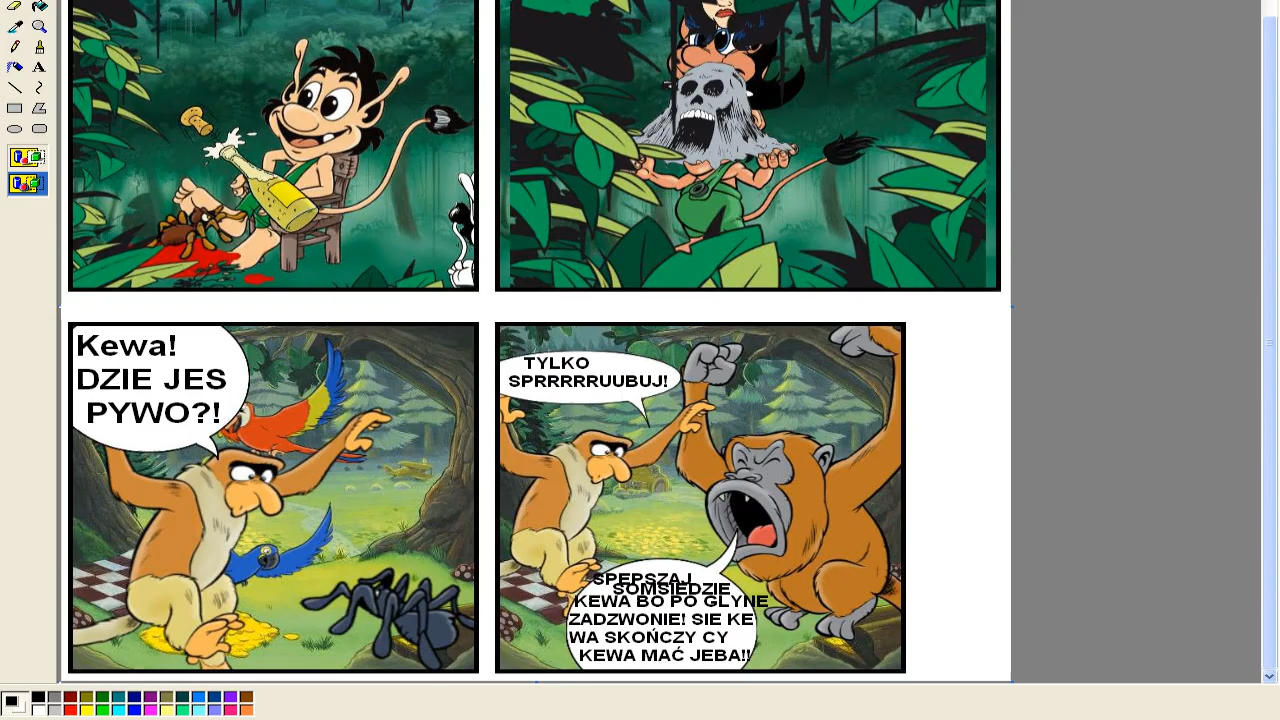 Kewa!
DZIE JES
PYWO?!
TYLKO
SPRRRRRUUBUJ!
SPEPSZAJ
SOMSIEDZIE
KEWA BO PO GLYNE
ZADZWONIE! SIE KE
WA SKOŃCZY CY
KEWA MAĆ JEBA!!